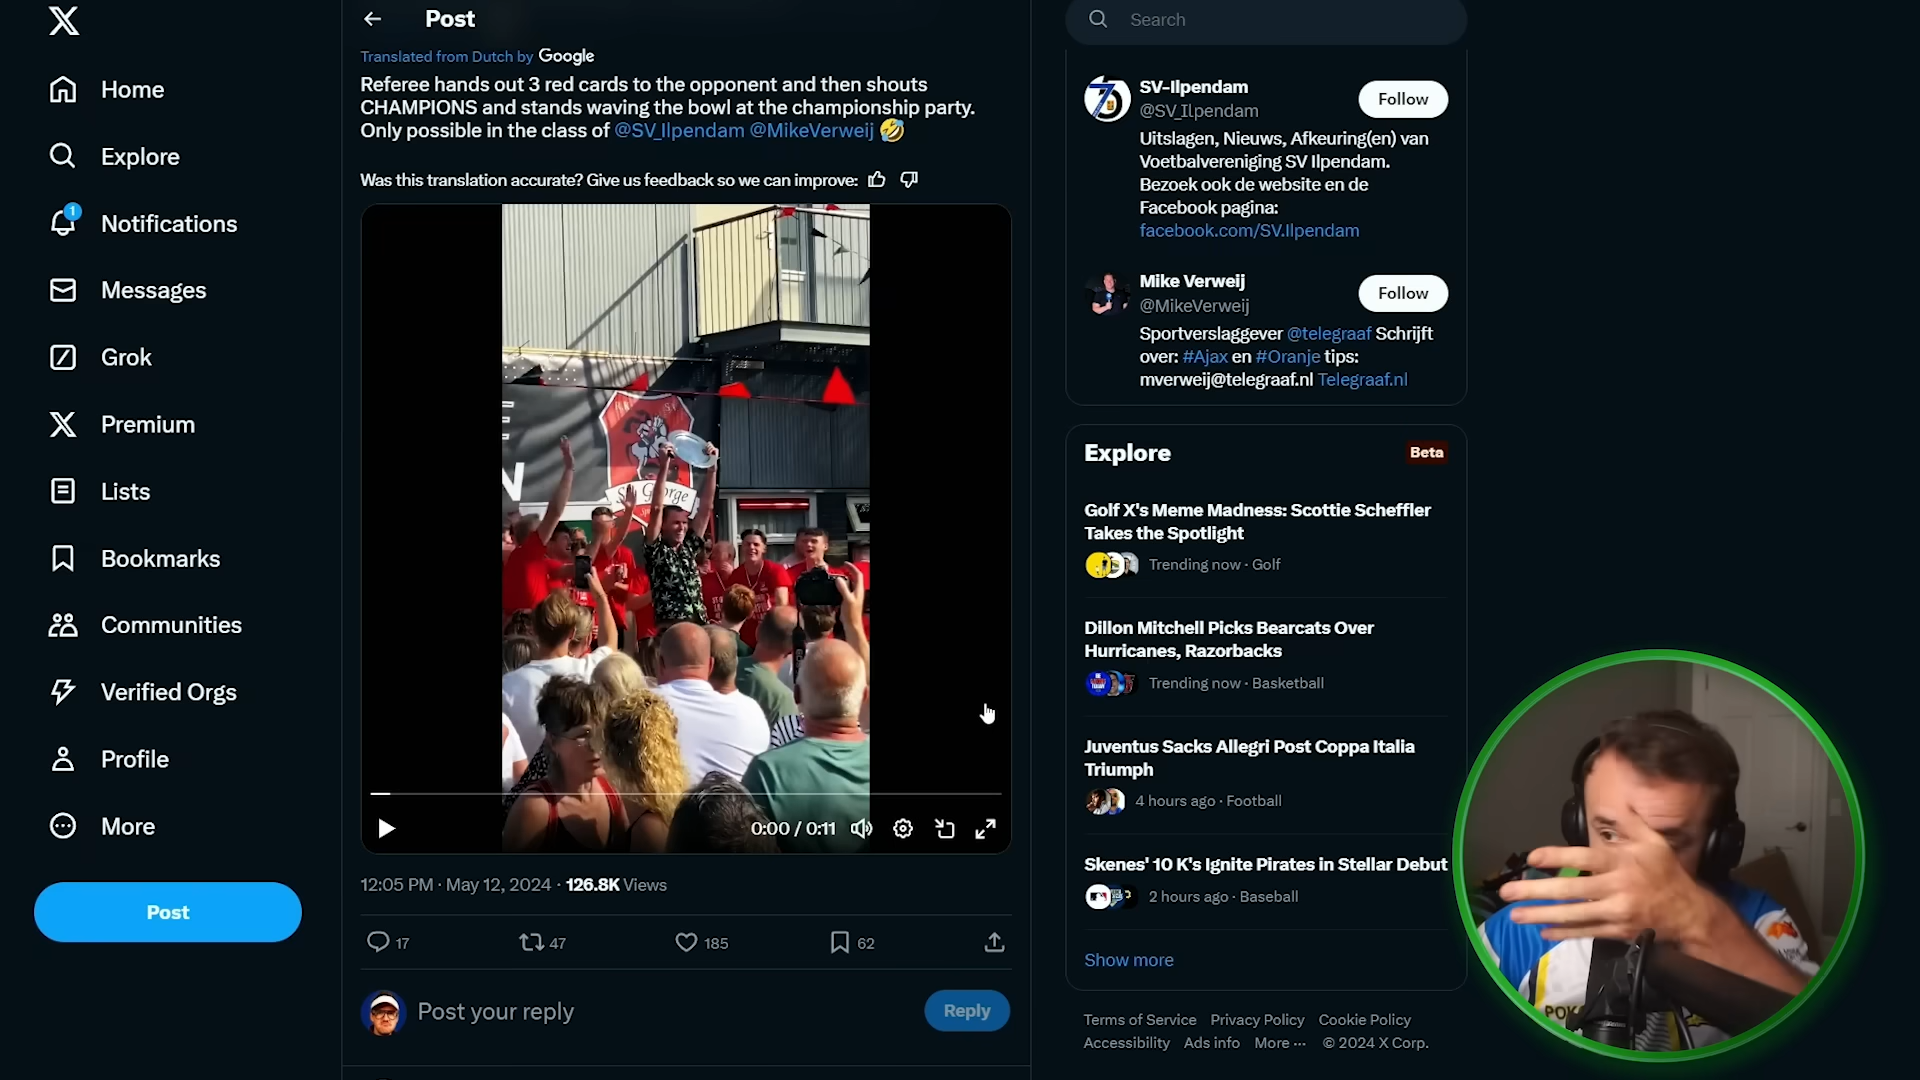 Home
Explore
1
Notifications
Messages
Grok
Premium
Lists
Bookmarks
Communities
Verified Orgs
Profile
More
Post
Post
Translated from Dutch by Google
Referee hands out 3 red cards to the opponent and then shouts
CHAMPIONS and stands waving the bowl at the championship party.
Only possible in the class of @SV_Ilpendam @MikeVerweij 🤣
Was this translation accurate? Give us feedback so we can improve:
St. George
0:00 / 0:11
12:05 PM · May 12, 2024 · 126.8K Views
17
47
185
62
Post your reply
Reply
Search
SV-Ilpendam
@SV_Ilpendam
Follow
Uitslagen, Nieuws, Afkeuring(en) van
Voetbalvereniging SV Ilpendam.
Bezoek ook de website en de
Facebook pagina:
facebook.com/SV.Ilpendam
Mike Verweij
@MikeVerweij
Follow
Sportverslaggever @telegraaf Schrijft
over: #Ajax en #Oranje tips:
mverweij@telegraaf.nl Telegraaf.nl
Explore
Beta
Golf X's Meme Madness: Scottie Scheffler
Takes the Spotlight
Trending now · Golf
Dillon Mitchell Picks Bearcats Over
Hurricanes, Razorbacks
Trending now · Basketball
Juventus Sacks Allegri Post Coppa Italia
Triumph
4 hours ago · Football
Skenes' 10 K's Ignite Pirates in Stellar Debut
2 hours ago · Baseball
Show more
Terms of Service Privacy Policy Cookie Policy
Accessibility Ads info More ··· © 2024 X Corp.